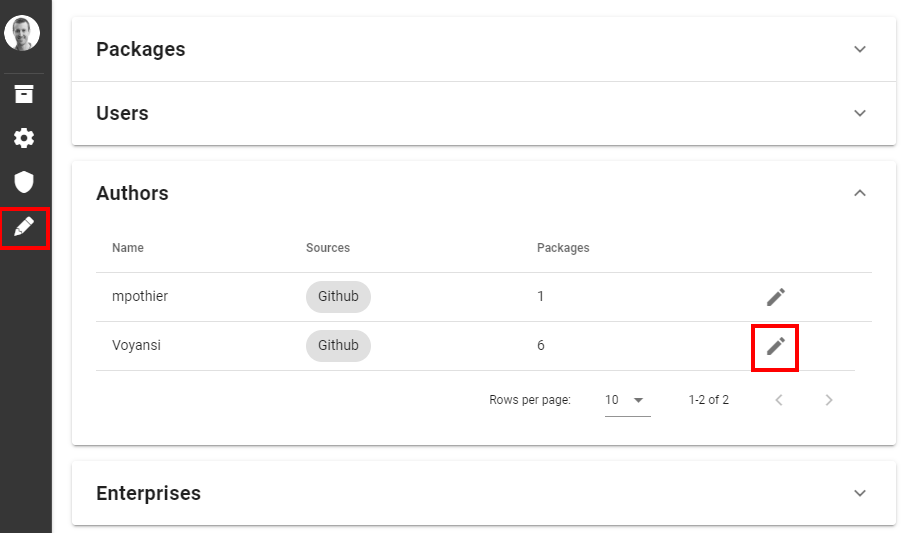 Packages
Users
Authors
Name Sources Packages
mpothier Github 1
Voyansi Github 6
Rows per page: 10 1-2 of 2
Enterprises